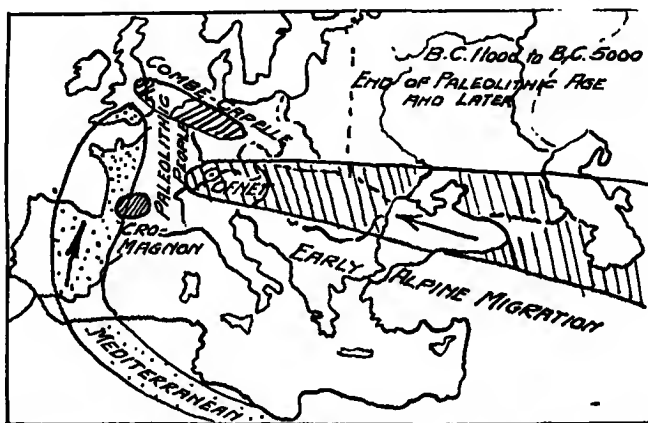 B.C. 11000 to B.C. 5000
END OF PALEOLITHIC AGE
AND LATER
COMBE-CAPELLE
PALEOLITHIC
PEOPLE
OFNET
CRO-
MAGNON
EARLY ALPINE MIGRATION
MEDITERRANEAN